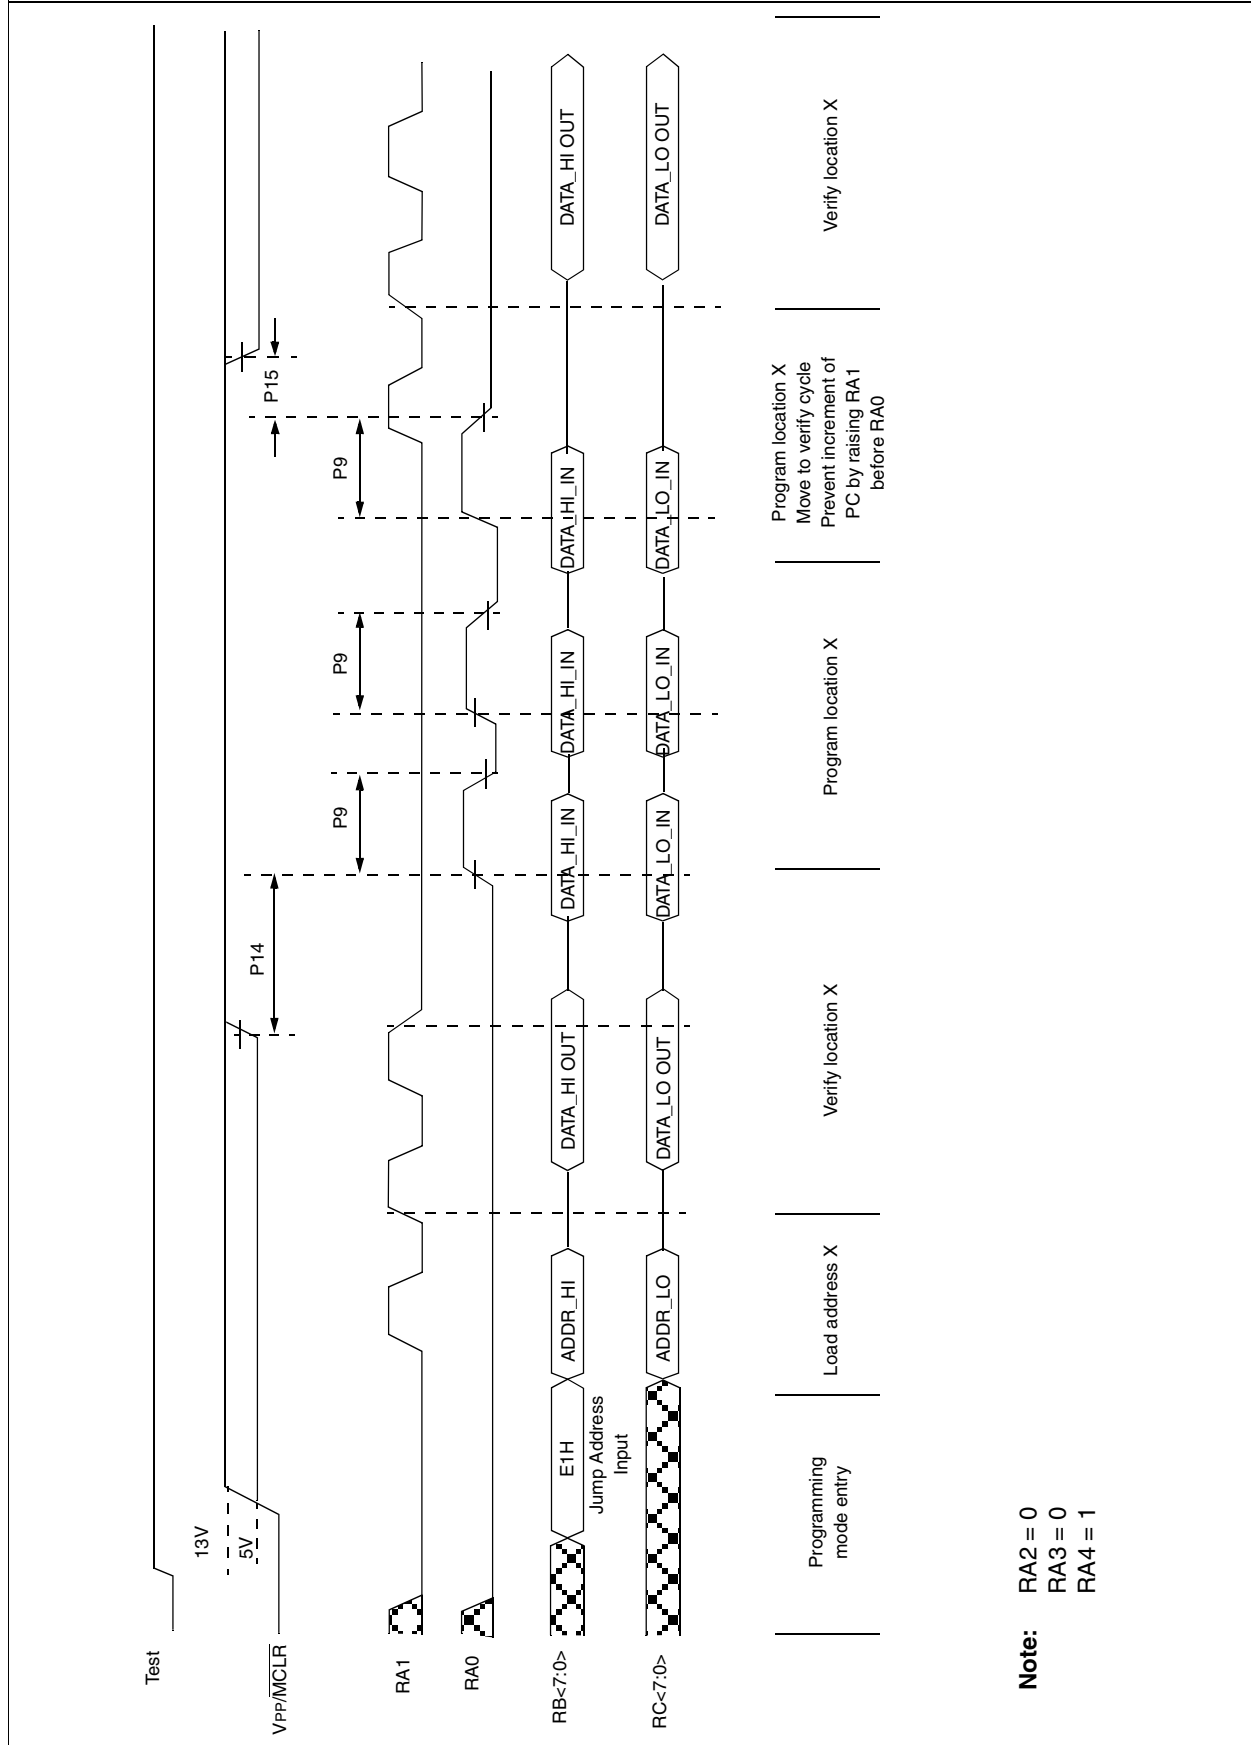 Test
13V
5V
VPP/MCLR
P14
P15
P9
P9
P9
RA1
RA0
RB<7:0>
E1H
ADDR_HI
DATA_HI OUT
DATA_HI_IN
DATA_HI_IN
DATA_HI_IN
DATA_HI OUT
Jump Address
Input
RC<7:0>
ADDR_LO
DATA_LO OUT
DATA_LO_IN
DATA_LO_IN
DATA_LO_IN
DATA_LO OUT
Programming
mode entry
Load address X
Verify location X
Program location X
Program location X
Move to verify cycle
Prevent increment of
PC by raising RA1
before RA0
Verify location X
Note: RA2 = 0
RA3 = 0
RA4 = 1